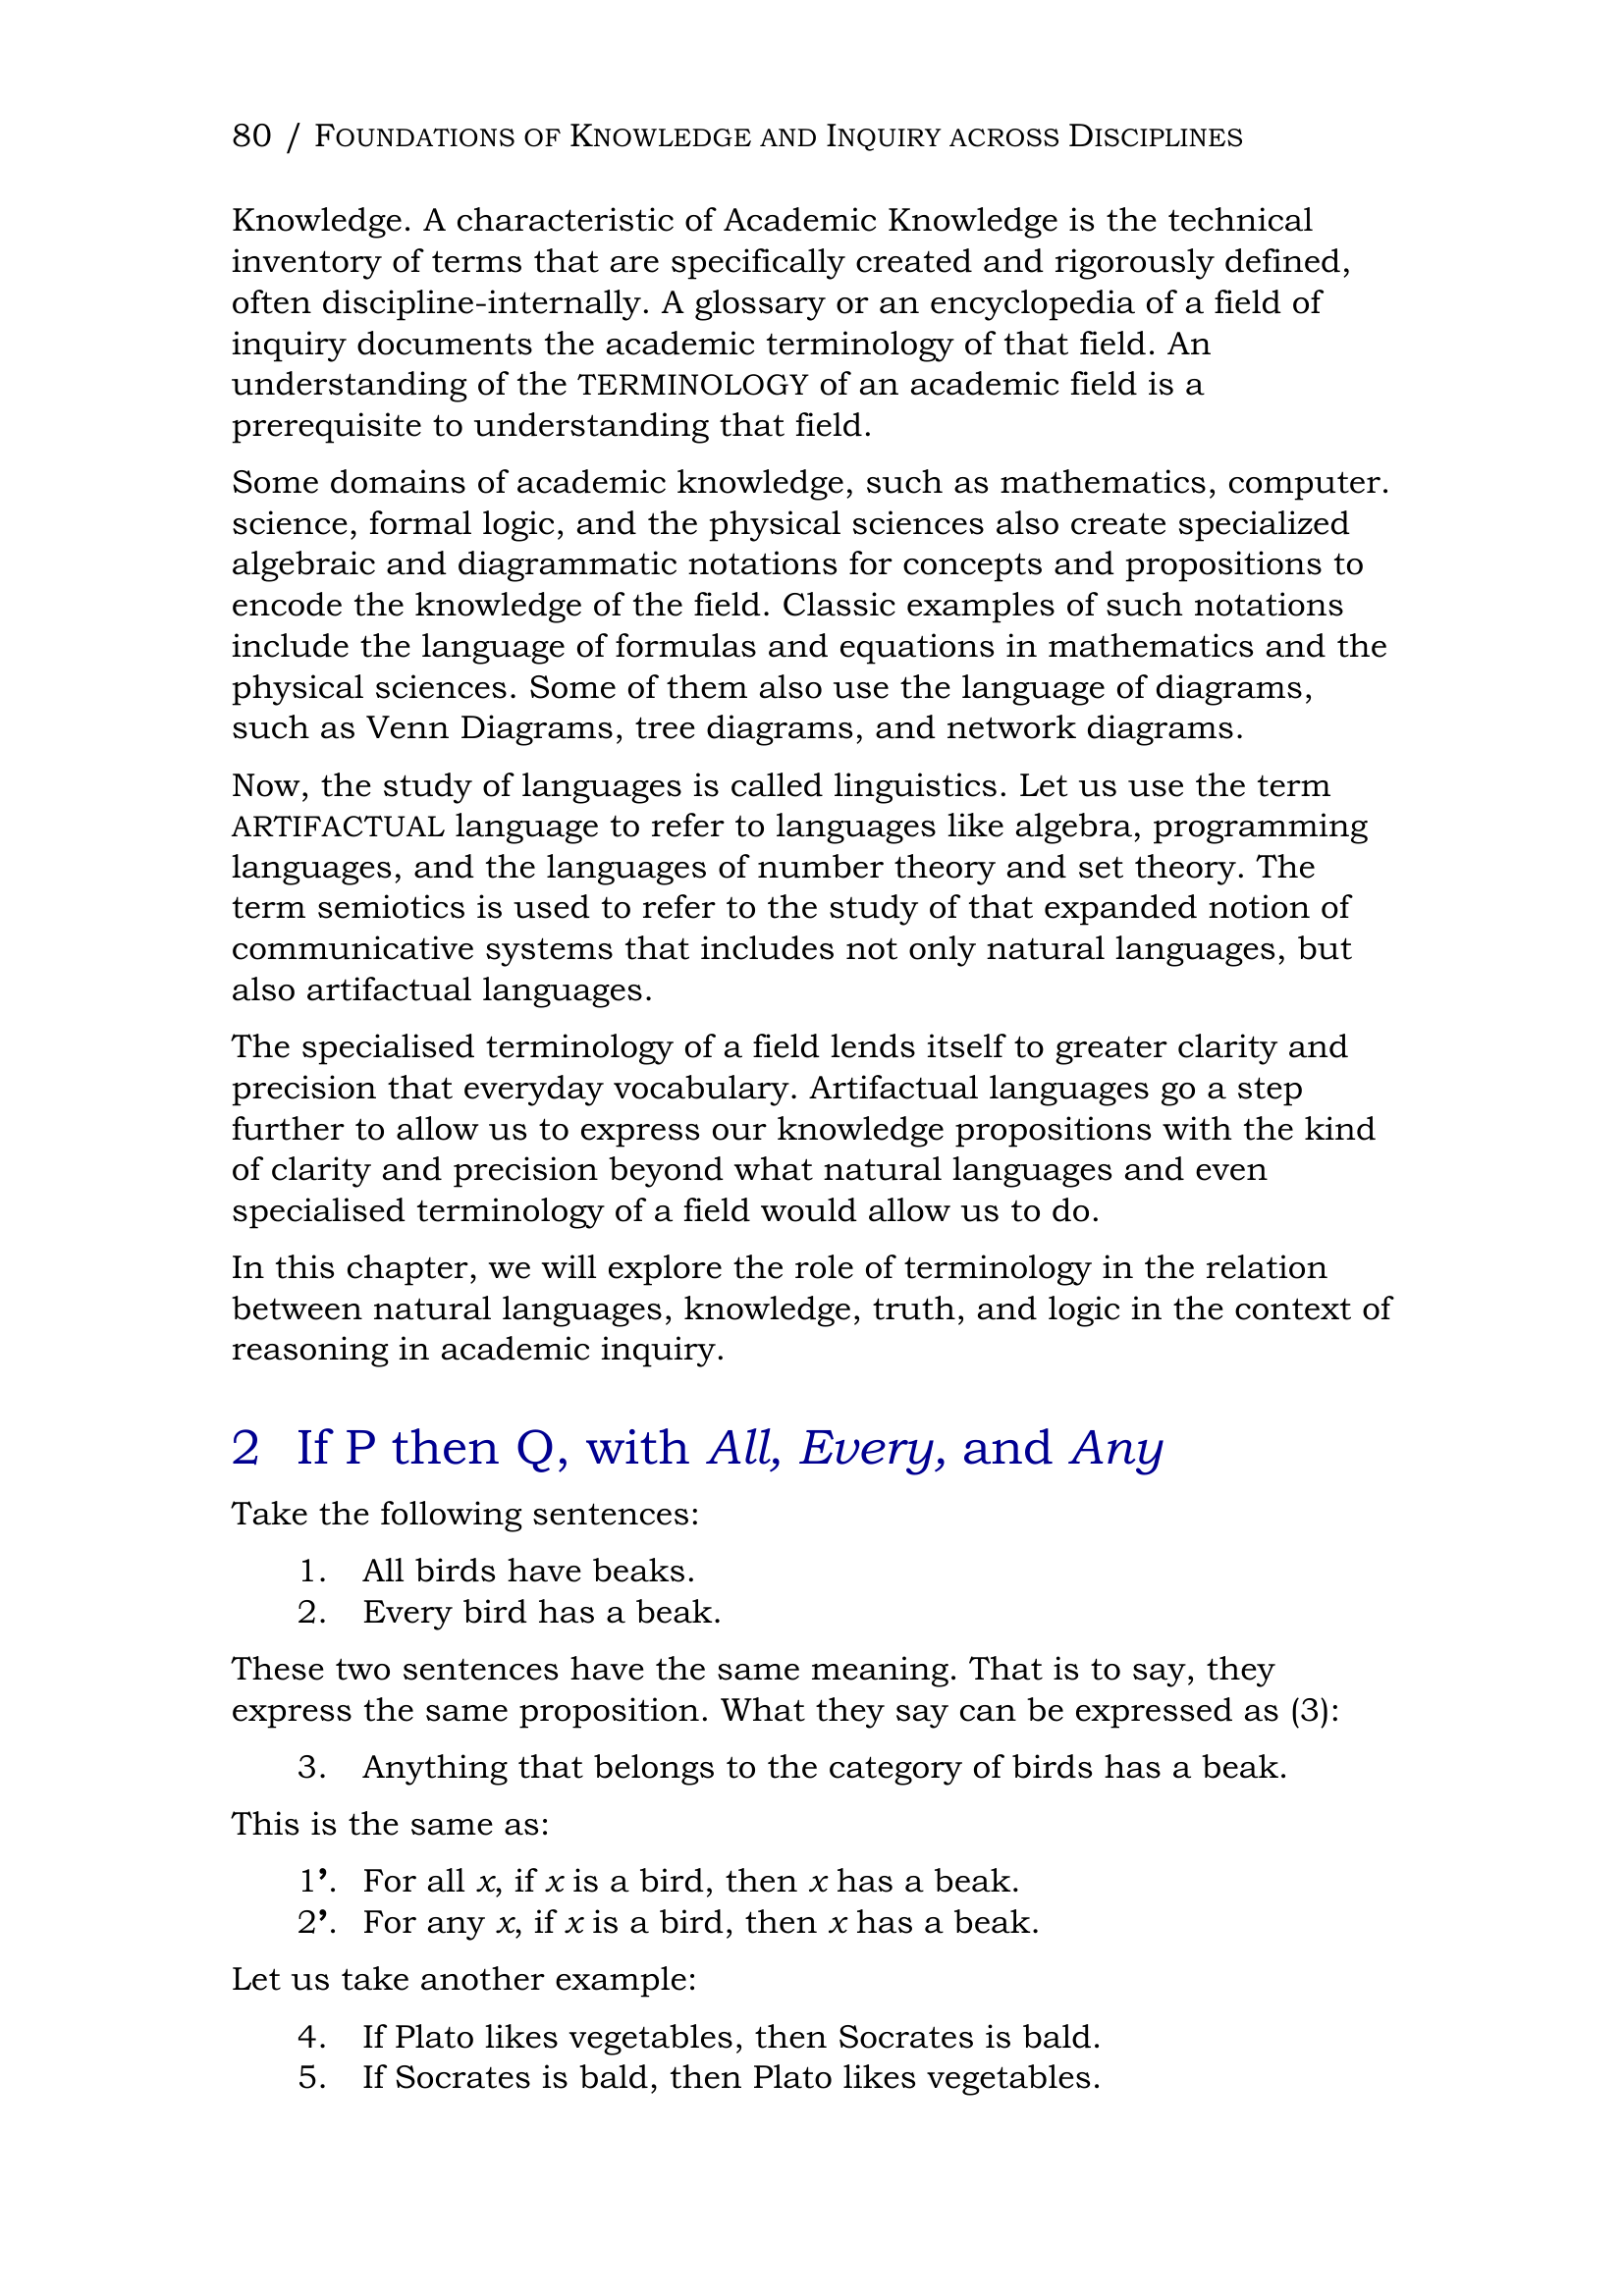 80 / FOUNDATIONS OF KNOWLEDGE AND INQUIRY ACROSS DISCIPLINES
Knowledge. A characteristic of Academic Knowledge is the technical
inventory of terms that are specifically created and rigorously defined,
often discipline-internally. A glossary or an encyclopedia of a field of
inquiry documents the academic terminology of that field. An
understanding of the TERMINOLOGY of an academic field is a
prerequisite to understanding that field.
Some domains of academic knowledge, such as mathematics, computer.
science, formal logic, and the physical sciences also create specialized
algebraic and diagrammatic notations for concepts and propositions to
encode the knowledge of the field. Classic examples of such notations
include the language of formulas and equations in mathematics and the
physical sciences. Some of them also use the language of diagrams,
such as Venn Diagrams, tree diagrams, and network diagrams.
Now, the study of languages is called linguistics. Let us use the term
ARTIFACTUAL language to refer to languages like algebra, programming
languages, and the languages of number theory and set theory. The
term semiotics is used to refer to the study of that expanded notion of
communicative systems that includes not only natural languages, but
also artifactual languages.
The specialised terminology of a field lends itself to greater clarity and
precision that everyday vocabulary. Artifactual languages go a step
further to allow us to express our knowledge propositions with the kind
of clarity and precision beyond what natural languages and even
specialised terminology of a field would allow us to do.
In this chapter, we will explore the role of terminology in the relation
between natural languages, knowledge, truth, and logic in the context of
reasoning in academic inquiry.
2 If P then Q, with All, Every, and Any
Take the following sentences:
1. All birds have beaks.
2. Every bird has a beak.
These two sentences have the same meaning. That is to say, they
express the same proposition. What they say can be expressed as (3):
3. Anything that belongs to the category of birds has a beak.
This is the same as:
1’. For all x, if x is a bird, then x has a beak.
2’. For any x, if x is a bird, then x has a beak.
Let us take another example:
4. If Plato likes vegetables, then Socrates is bald.
5. If Socrates is bald, then Plato likes vegetables.